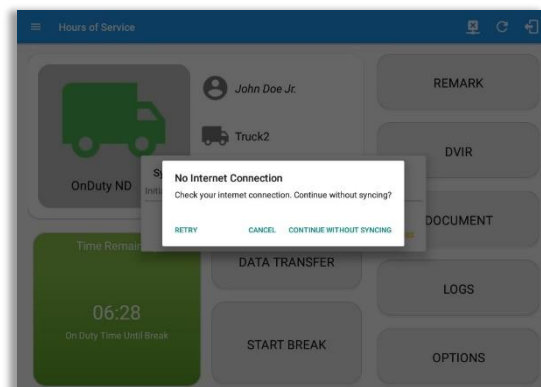 Hours of Service
John Doe Jr.
Truck2
OnDuty ND
REMARK
DVIR
DOCUMENT
LOGS
OPTIONS
No Internet Connection
Check your internet connection. Continue without syncing?
RETRY CANCEL CONTINUE WITHOUT SYNCING
Time Remain
06:28
On Duty Time Until Break
DATA TRANSFER
START BREAK